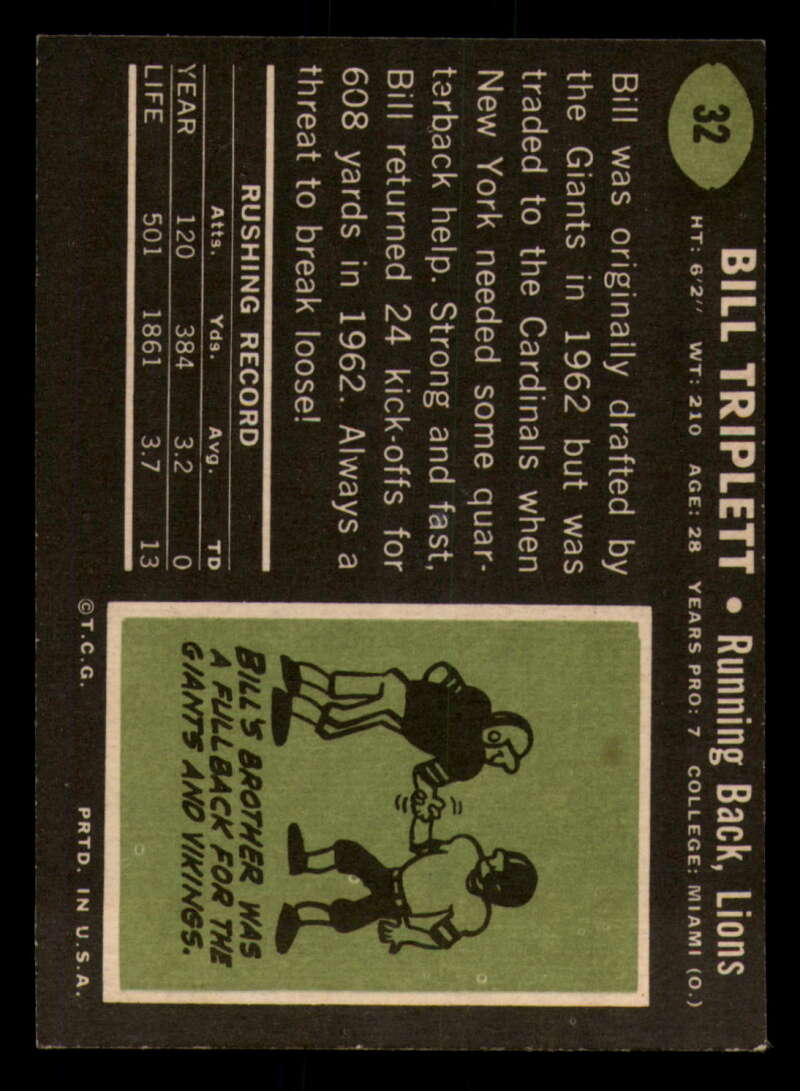 32
BILL TRIPLETT • Running Back, Lions
HT: 6'2" WT: 210 AGE: 28 YEARS PRO: 7 COLLEGE: MIAMI (O.)
Bill was originally drafted by
the Giants in 1962 but was
traded to the Cardinals when
New York needed some quar-
terback help. Strong and fast,
Bill returned 24 kick-offs for
608 yards in 1962. Always a
threat to break loose!
RUSHING RECORD
Atts. Yds. Avg. TD
YEAR 120 384 3.2 0
LIFE 501 1861 3.7 13
BILL'S BROTHER WAS
A FULLBACK FOR THE
GIANTS AND VIKINGS.
©T.C.G. PRTD. IN U.S.A.